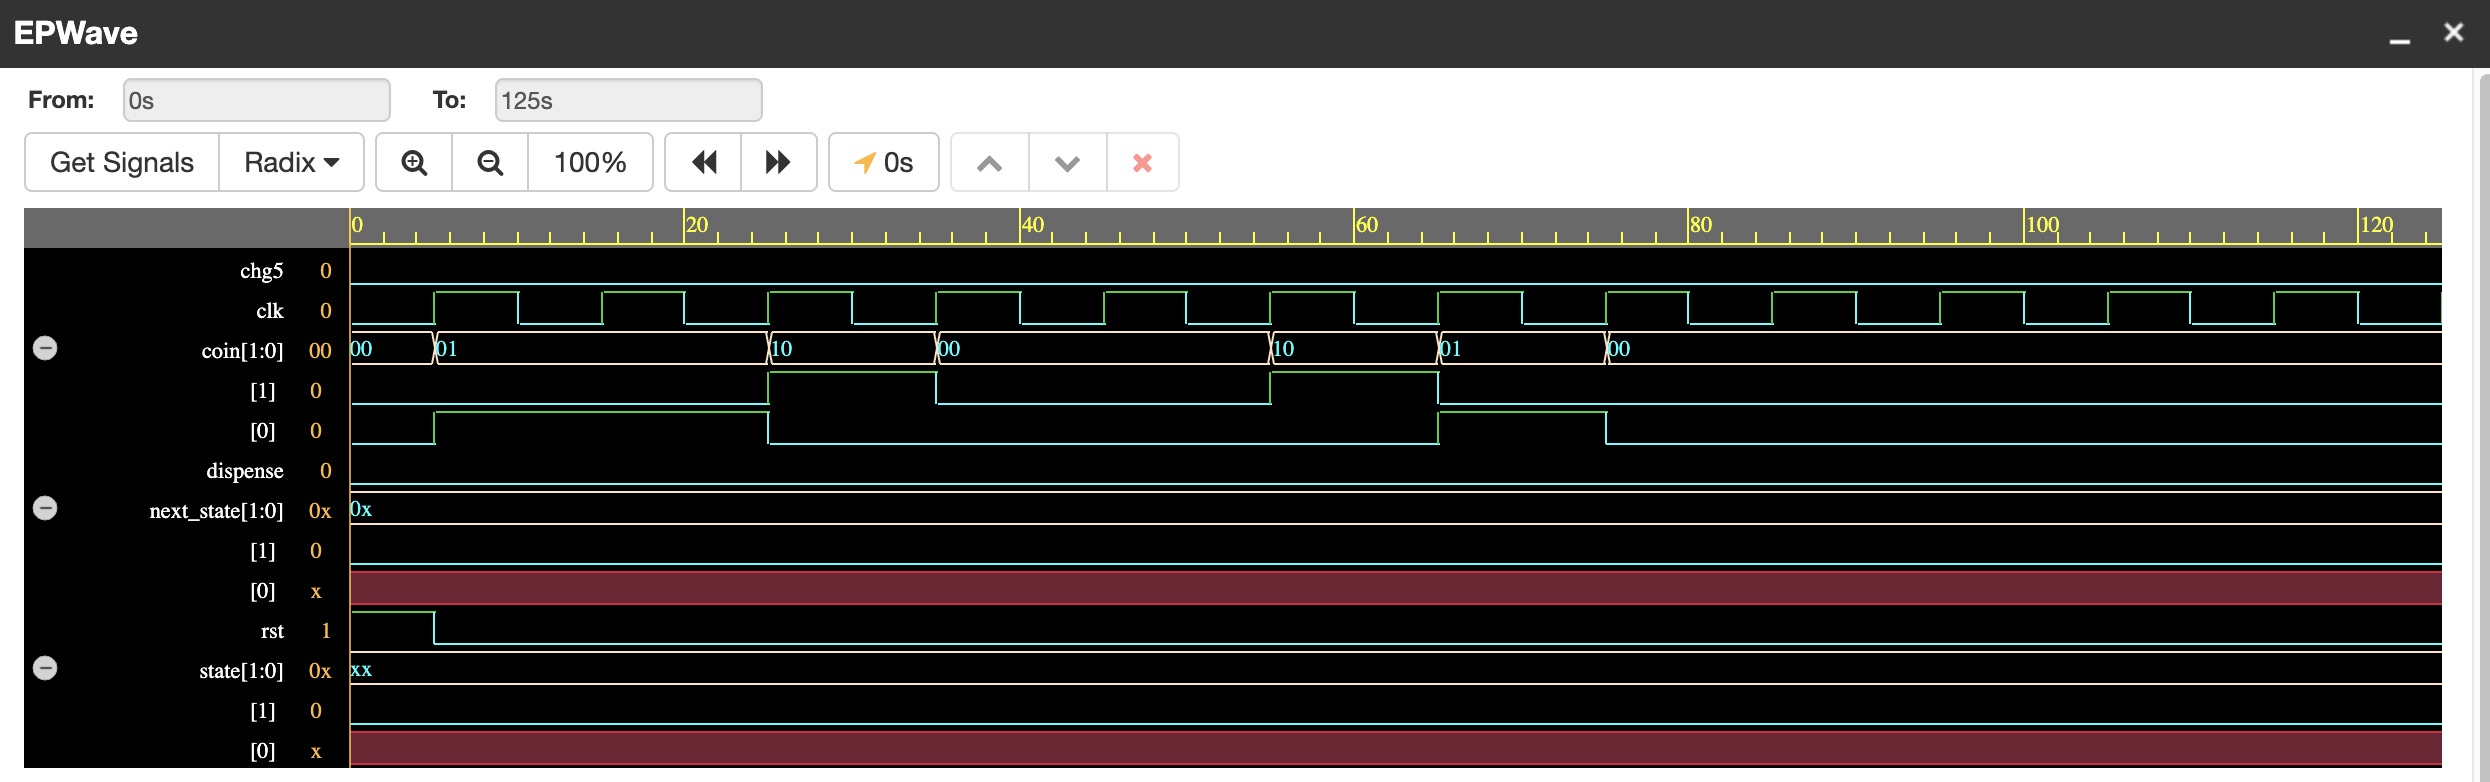 EPWave
From: 0s To: 125s
Get Signals Radix 100% 0s
0 20 40 60 80 100 120
chg5 0
clk 0
coin[1:0] 00 00 01 10 00 10 01 00
[1] 0
[0] 0
dispense 0
next_state[1:0] 0x 0x
[1] 0
[0] x
rst 1
state[1:0] 0x xx
[1] 0
[0] x